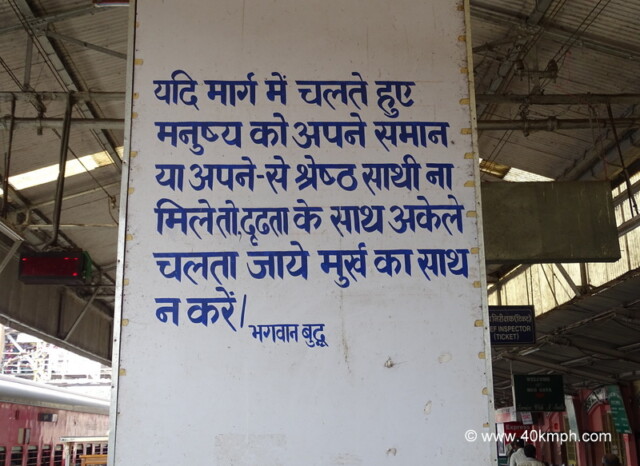 यदि मार्ग में चलते हुए
मनुष्य को अपने समान
या अपने-से श्रेष्ठ साथी ना
मिले तो, दृढता के साथ अकेले
चलता जाये मुर्ख का साथ
न करें/
भगवान बुद्ध
INSPECTOR
(TICKET)
© www.40kmph.com